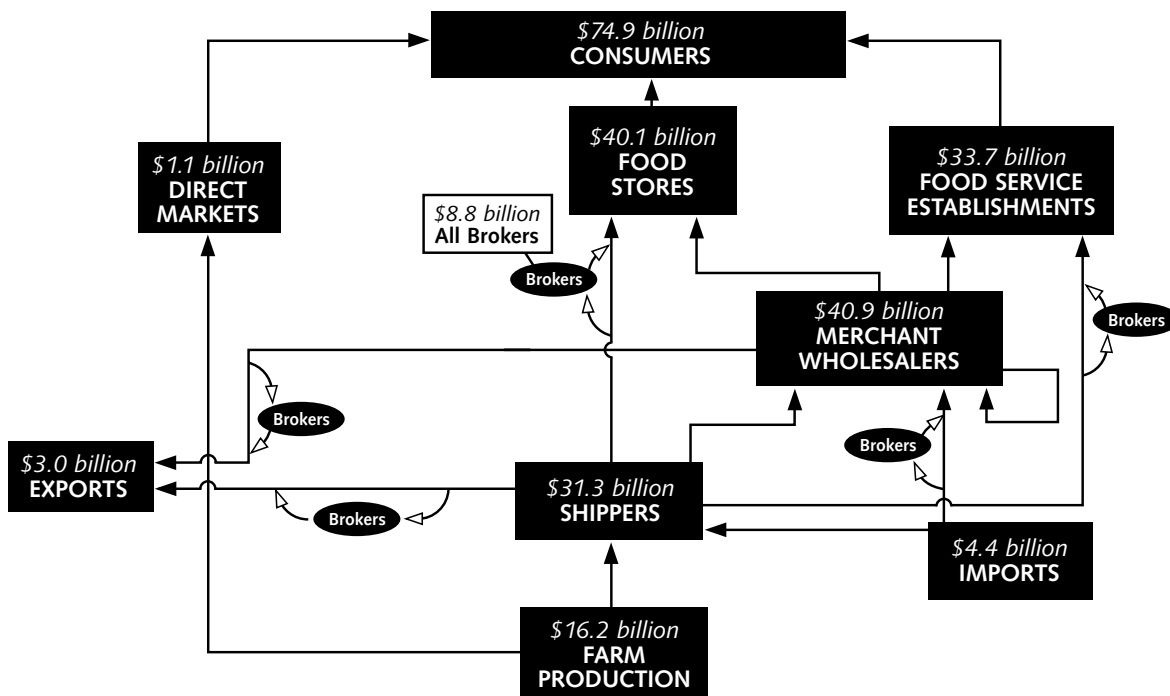 $74.9 billion
CONSUMERS
$1.1 billion
DIRECT
MARKETS
$40.1 billion
FOOD
STORES
$33.7 billion
FOOD SERVICE
ESTABLISHMENTS
$8.8 billion
All Brokers
Brokers
$40.9 billion
MERCHANT
WHOLESALERS
Brokers
Brokers
Brokers
$3.0 billion
EXPORTS
$31.3 billion
SHIPPERS
Brokers
$4.4 billion
IMPORTS
$16.2 billion
FARM
PRODUCTION